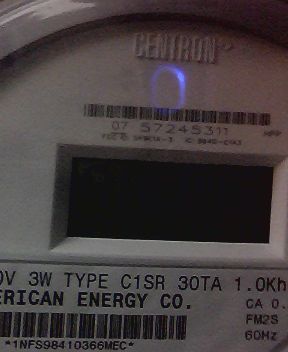 CENTRON
07 57245311
0V 3W TYPE C1SR 30TA 1.0Kh
ERICAN ENERGY CO.
CA 0.
FM2S
60Hz
*1NFS98410366MEC*